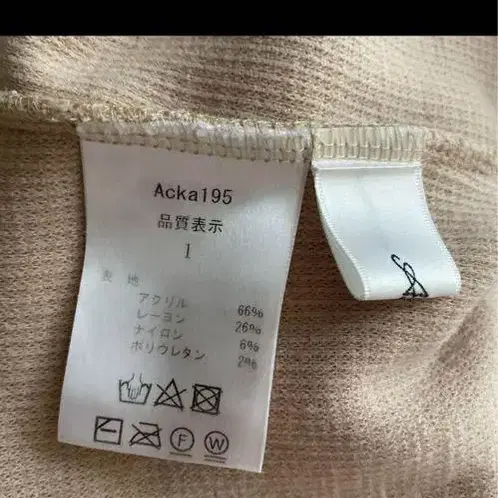 Acka195
品質表示
1
表 地
アクリル 66%
レーヨン 26%
ナイロン 6%
ポリウレタン 2%
F W